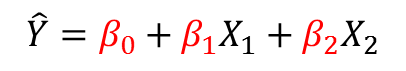 Ŷ = β₀ + β₁X₁ + β₂X₂